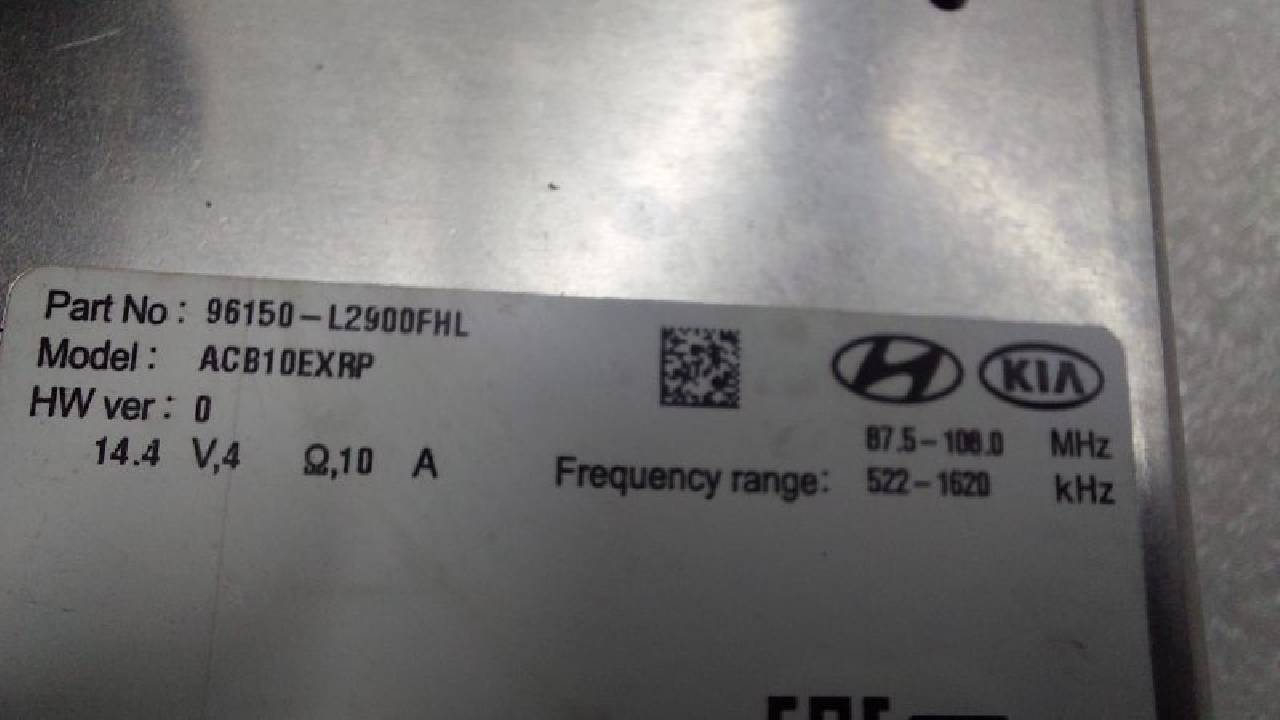 Part No : 96150-L2900FHL
Model : ACB10EXRP
HW ver : 0
14.4 V,4 Ω,10 A
KIA
87.5-108.0 MHz
Frequency range: 522-1620 kHz